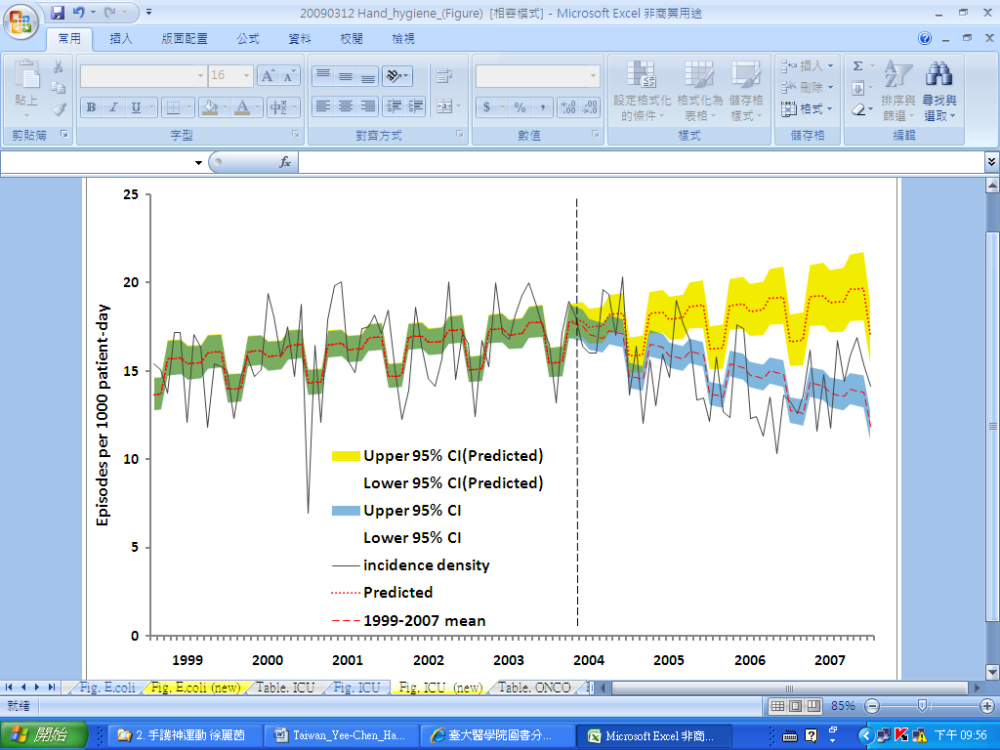 20090312 Hand_hygiene_(Figure) [相容模式] - Microsoft Excel 非商業用途
常用 插入 版面配置 公式 資料 校閱 檢視
貼上
16
A A
B I U
中
$ % ,
設定格式化的條件
格式化為表格
儲存格樣式
插入
刪除
格式
Σ
排序與篩選
尋找與選取
剪貼簿 字型 對齊方式 數值 樣式 儲存格 編輯
fx
Episodes per 1000 patient-day
25
20
15
10
5
0
Upper 95% CI(Predicted)
Lower 95% CI(Predicted)
Upper 95% CI
Lower 95% CI
incidence density
Predicted
1999-2007 mean
1999 2000 2001 2002 2003 2004 2005 2006 2007
Fig. E.coli Fig. E.coli (new) Table. ICU Fig. ICU Fig. ICU (new) Table. ONCO
就緒 85%
開始 2. 手護神運動 徐麗茵 Taiwan_Yee-Chen_Ha... 臺大醫學院圖書分... Microsoft Excel 非商... 下午 09:56